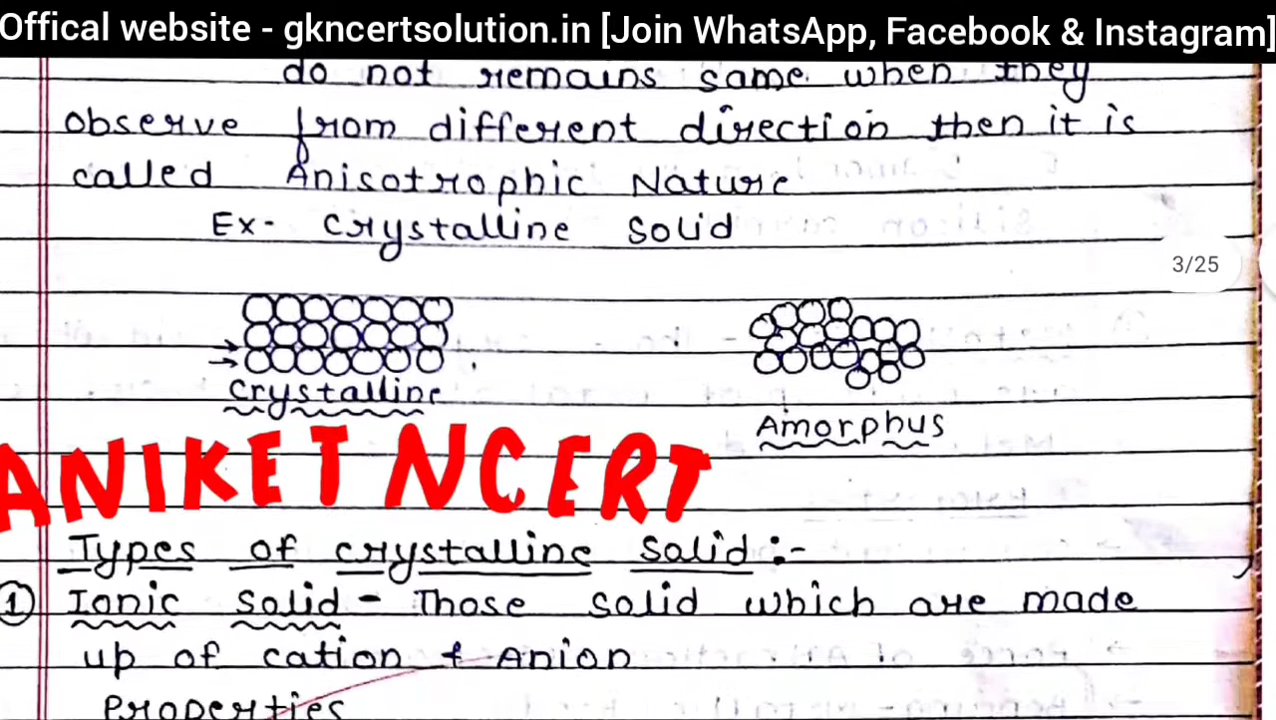 Offical website - gkncertsolution.in [Join WhatsApp, Facebook & Instagram]
do not remains same when they
observe from different direction then it is
called Anisotrophic Nature
Ex- Crystalline Solid
3/25
Crystalline
Amorphus
ANIKET NCERT
Types of crystalline Solid :-
① Ionic Solid - Those solid which are made
up of cation & Anion
Properties